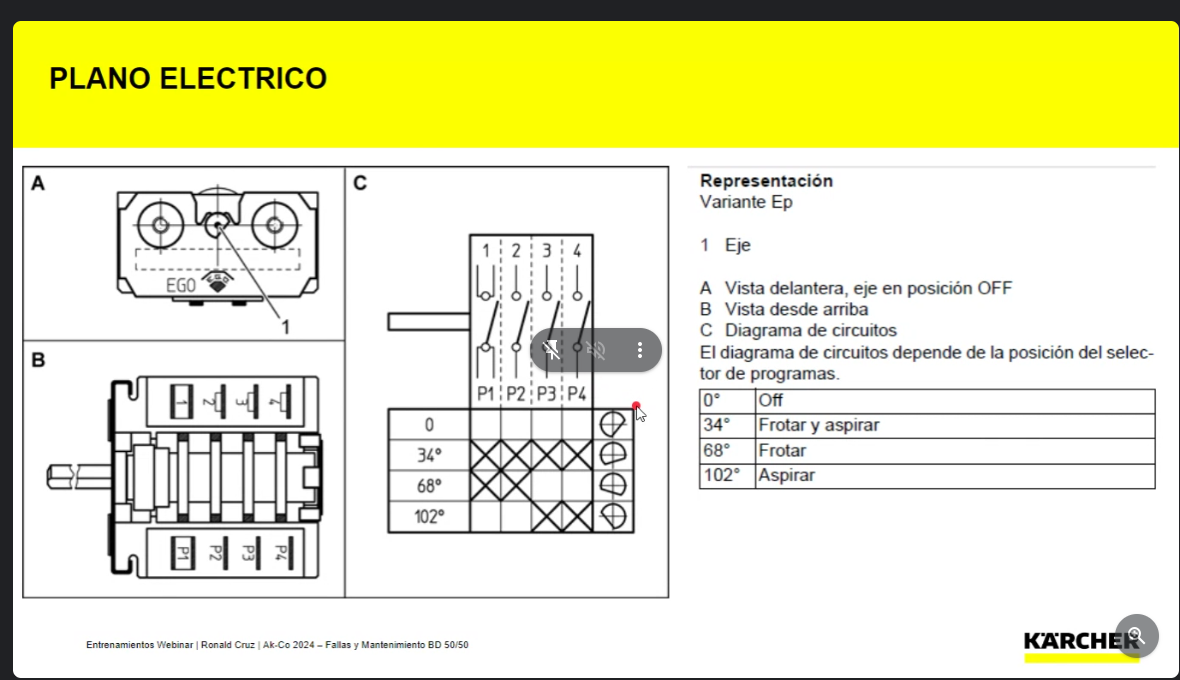 PLANO ELECTRICO
A
EGO
EGO
1
B
1 2 3 4
P1 P2 P3 P4
C
1 2 3 4
P1 P2 P3 P4
0
34°
68°
102°
Representación
Variante Ep
1 Eje
A Vista delantera, eje en posición OFF
B Vista desde arriba
C Diagrama de circuitos
El diagrama de circuitos depende de la posición del selec-
tor de programas.
0° Off
34° Frotar y aspirar
68° Frotar
102° Aspirar
Entrenamientos Webinar | Ronald Cruz | Ak-Co 2024 – Fallas y Mantenimiento BD 50/50
KÄRCHER